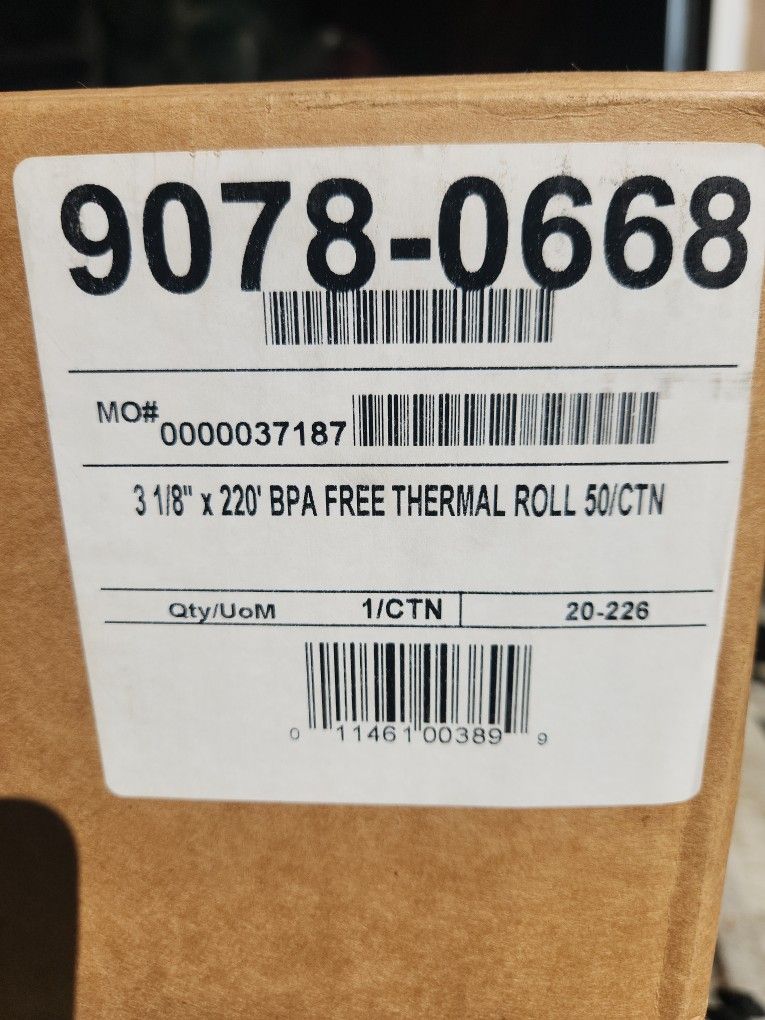 9078-0668
MO# 0000037187
3 1/8" x 220' BPA FREE THERMAL ROLL 50/CTN
Qty/UoM 1/CTN 20-226
0 11461 00389 9